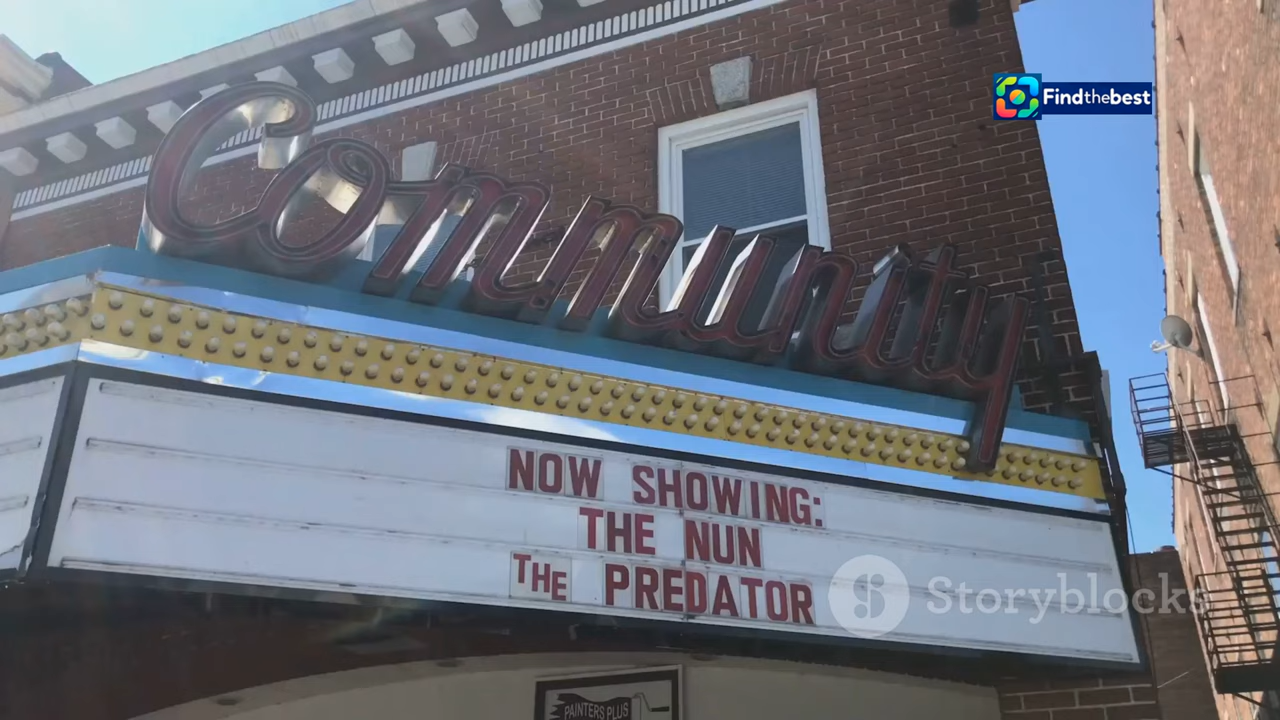 Findthebest
Community
NOW SHOWING:
THE NUN
THE PREDATOR
Storyblocks
PAINTERS PLUS